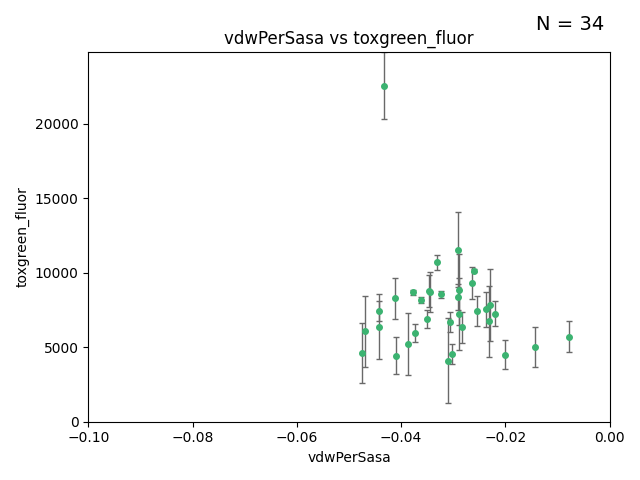 N = 34
vdwPerSasa vs toxgreen_fluor
toxgreen_fluor
20000
15000
10000
5000
0
−0.10
−0.08
−0.06
−0.04
−0.02
0.00
vdwPerSasa